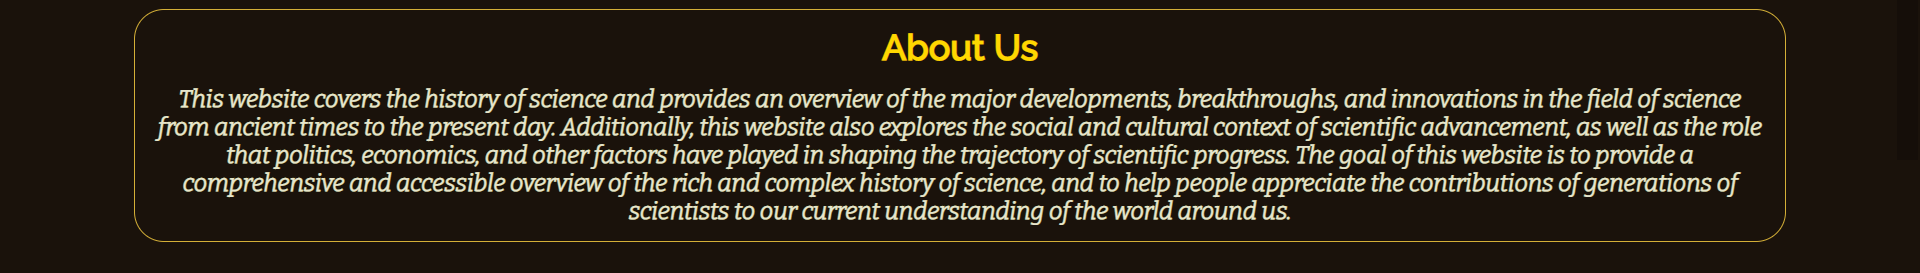 About Us
This website covers the history of science and provides an overview of the major developments, breakthroughs, and innovations in the field of science
from ancient times to the present day. Additionally, this website also explores the social and cultural context of scientific advancement, as well as the role
that politics, economics, and other factors have played in shaping the trajectory of scientific progress. The goal of this website is to provide a
comprehensive and accessible overview of the rich and complex history of science, and to help people appreciate the contributions of generations of
scientists to our current understanding of the world around us.